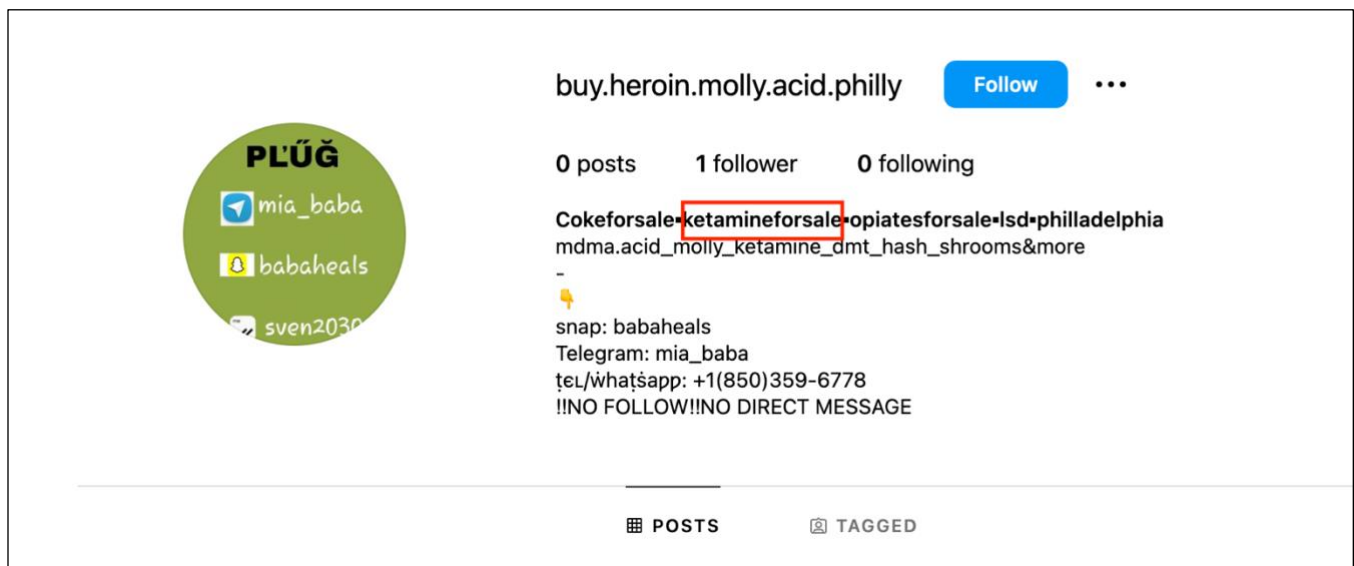 buy.heroin.molly.acid.philly
Follow
0 posts 1 follower 0 following
Cokeforsale▪ketamineforsale▪opiatesforsale▪lsd▪philladelphia
mdma.acid_molly_ketamine_dmt_hash_shrooms&more
-
👇
snap: babaheals
Telegram: mia_baba
ţєʟ/ẇhaţṡapp: +1(850)359-6778
!!NO FOLLOW!!NO DIRECT MESSAGE
PĽŰĞ
mia_baba
babaheals
sven2030
POSTS
TAGGED